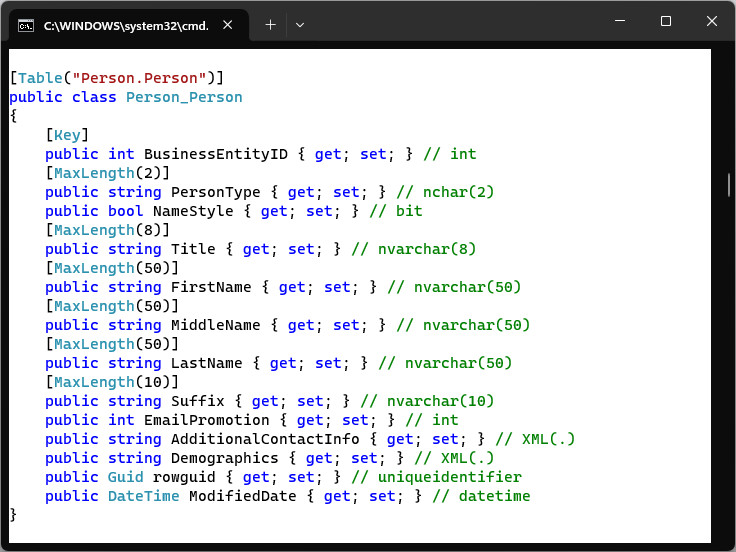 C:\WINDOWS\system32\cmd.
[Table("Person.Person")]
public class Person_Person
{
    [Key]
    public int BusinessEntityID { get; set; } // int
    [MaxLength(2)]
    public string PersonType { get; set; } // nchar(2)
    public bool NameStyle { get; set; } // bit
    [MaxLength(8)]
    public string Title { get; set; } // nvarchar(8)
    [MaxLength(50)]
    public string FirstName { get; set; } // nvarchar(50)
    [MaxLength(50)]
    public string MiddleName { get; set; } // nvarchar(50)
    [MaxLength(50)]
    public string LastName { get; set; } // nvarchar(50)
    [MaxLength(10)]
    public string Suffix { get; set; } // nvarchar(10)
    public int EmailPromotion { get; set; } // int
    public string AdditionalContactInfo { get; set; } // XML(.)
    public string Demographics { get; set; } // XML(.)
    public Guid rowguid { get; set; } // uniqueidentifier
    public DateTime ModifiedDate { get; set; } // datetime
}